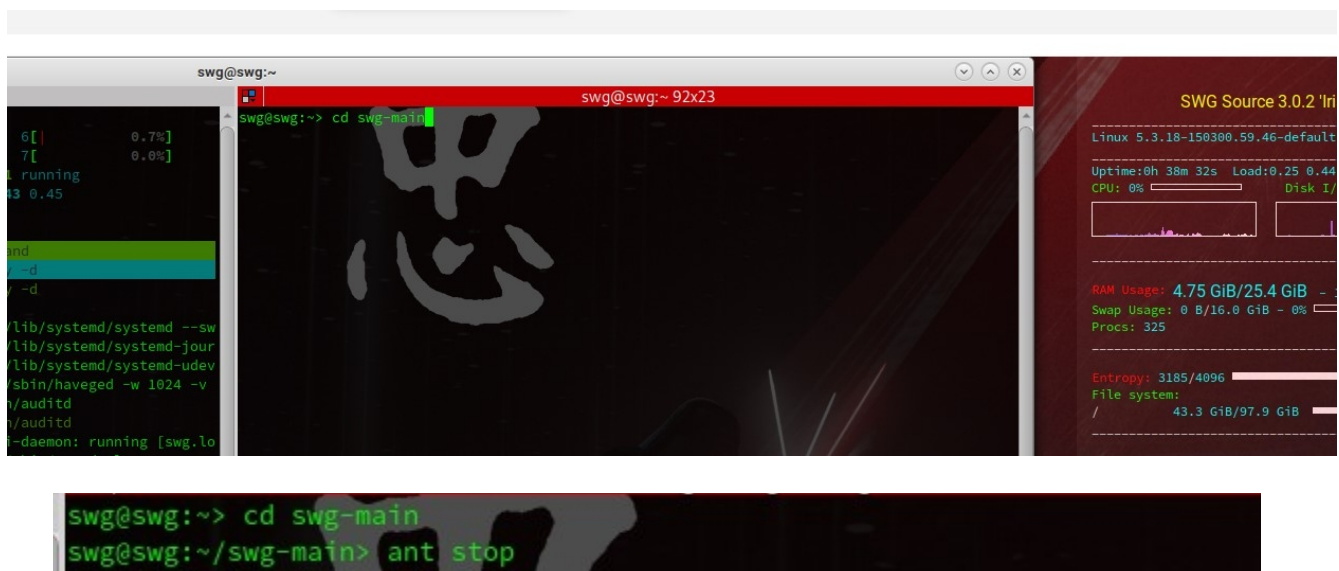 swg@swg:~
swg@swg:~ 92x23
swg@swg:~> cd swg-main
6[| 0.7%]
7[ 0.0%]
1 running
43 0.45
and
y -d
y -d
/lib/systemd/systemd --sw
/lib/systemd/systemd-jour
/lib/systemd/systemd-udev
/sbin/haveged -w 1024 -v
n/auditd
n/auditd
i-daemon: running [swg.lo
忠
SWG Source 3.0.2 'Iri
Linux 5.3.18-150300.59.46-default
Uptime:0h 38m 32s Load:0.25 0.44
CPU: 0%
Disk I/
RAM Usage: 4.75 GiB/25.4 GiB -
Swap Usage: 0 B/16.0 GiB - 0%
Procs: 325
Entropy: 3185/4096
File system:
/ 43.3 GiB/97.9 GiB
swg@swg:~> cd swg-main
swg@swg:~/swg-main> ant stop